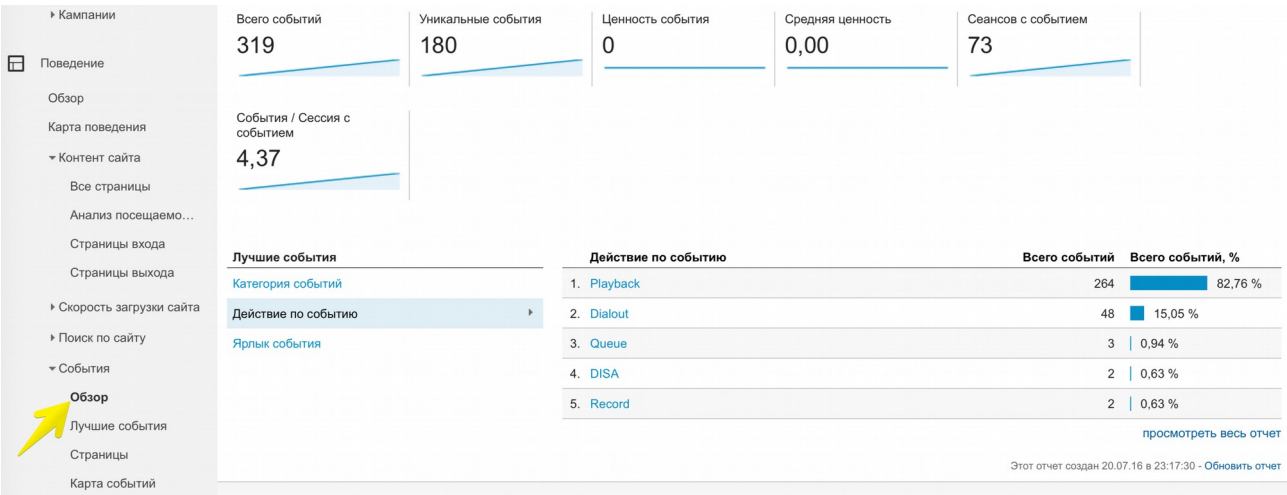 Кампании
Поведение
Обзор
Карта поведения
Контент сайта
Все страницы
Анализ посещаемо...
Страницы входа
Страницы выхода
Скорость загрузки сайта
Поиск по сайту
События
Обзор
Лучшие события
Страницы
Карта событий
Всего событий
319
Уникальные события
180
Ценность события
0
Средняя ценность
0,00
Сеансов с событием
73
События / Сессия с
событием
4,37
Лучшие события
Категория событий
Действие по событию
Ярлык события
Действие по событию Всего событий Всего событий, %
1. Playback 264 82,76 %
2. Dialout 48 15,05 %
3. Queue 3 0,94 %
4. DISA 2 0,63 %
5. Record 2 0,63 %
просмотреть весь отчет
Этот отчет создан 20.07.16 в 23:17:30 - Обновить отчет